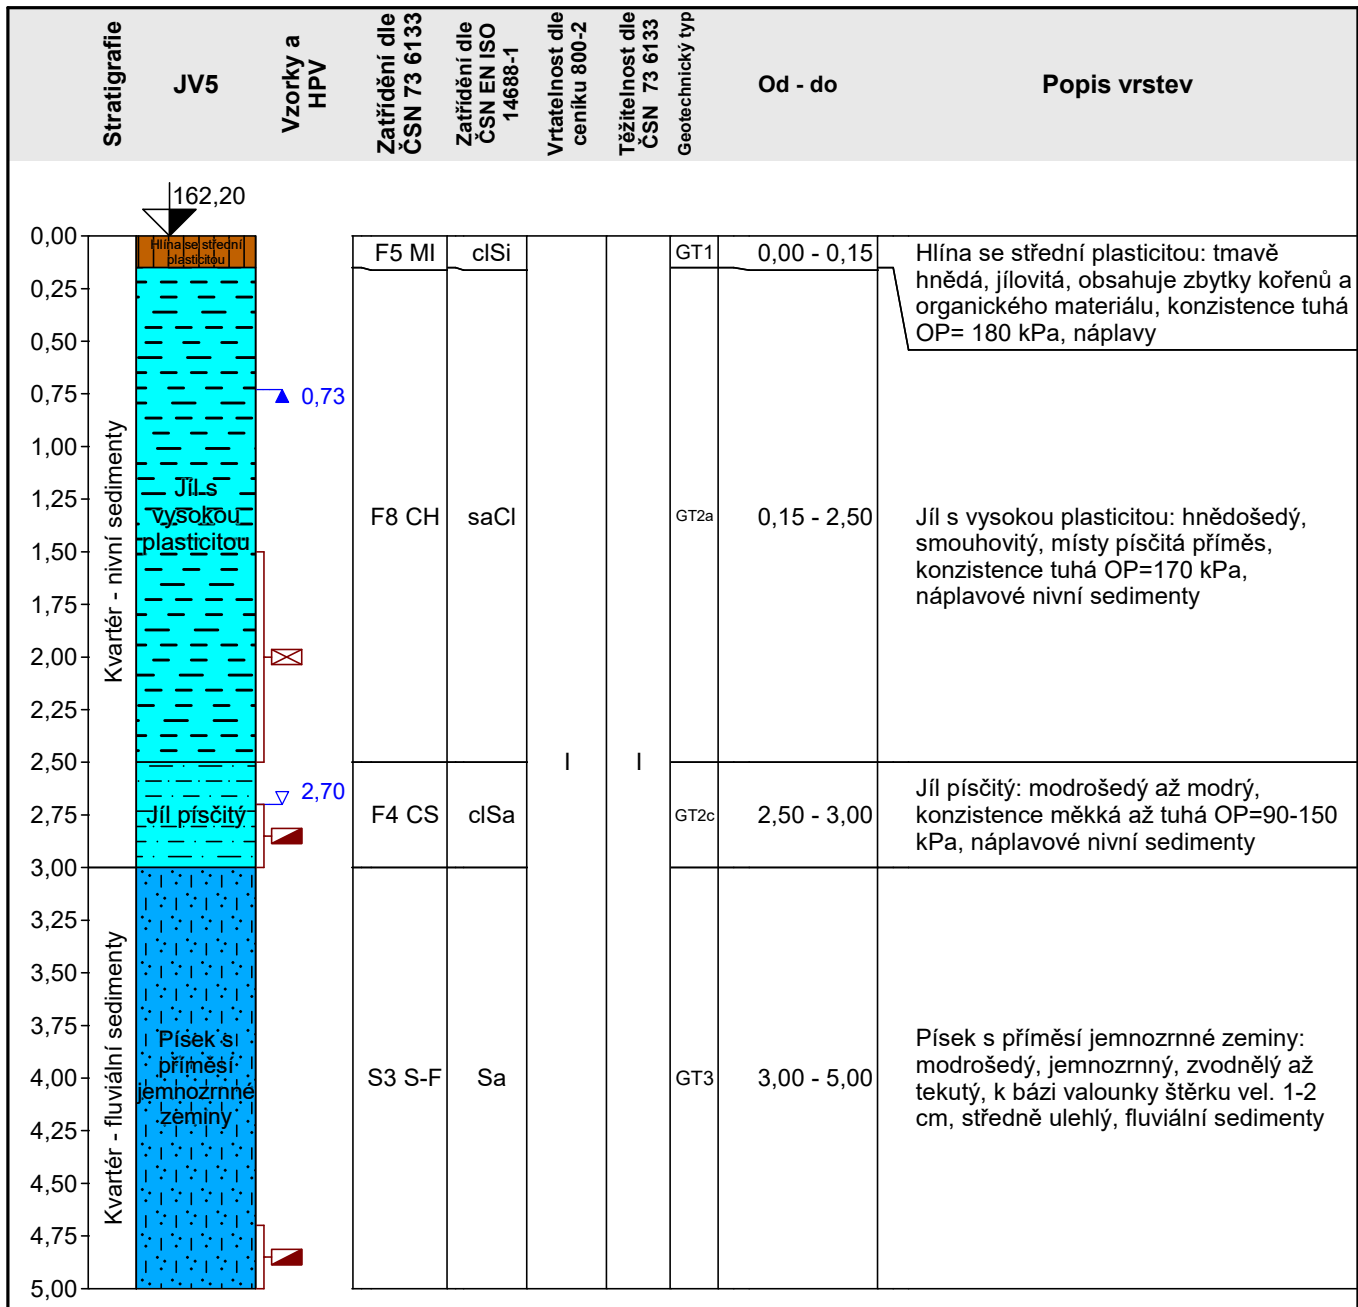 Stratigrafie
JV5
Vzorky a
HPV
Zatřídění dle
ČSN 73 6133
Zatřídění dle
ČSN EN ISO
14688-1
Vrtatelnost dle
ceníku 800-2
Těžitelnost dle
ČSN 73 6133
Geotechnický typ
Od - do
Popis vrstev
162,20
0,00
0,25
0,50
0,75
1,00
1,25
1,50
1,75
2,00
2,25
2,50
2,75
3,00
3,25
3,50
3,75
4,00
4,25
4,50
4,75
5,00
Kvartér - nivní sedimenty
Kvartér - fluviální sedimenty
Hlína se střední
plasticitou
Jíl s
vysokou
plasticitou
Jíl písčitý
Písek s
příměsí
jemnozrnné
zeminy
0,73
2,70
F5 MI
clSi
GT1
0,00 - 0,15
Hlína se střední plasticitou: tmavě
hnědá, jílovitá, obsahuje zbytky kořenů a
organického materiálu, konzistence tuhá
OP= 180 kPa, náplavy
F8 CH
saCl
GT2a
0,15 - 2,50
Jíl s vysokou plasticitou: hnědošedý,
smouhovitý, místy písčitá příměs,
konzistence tuhá OP=170 kPa,
náplavové nivní sedimenty
I
I
F4 CS
clSa
GT2c
2,50 - 3,00
Jíl písčitý: modrošedý až modrý,
konzistence měkká až tuhá OP=90-150
kPa, náplavové nivní sedimenty
S3 S-F
Sa
GT3
3,00 - 5,00
Písek s příměsí jemnozrnné zeminy:
modrošedý, jemnozrnný, zvodnělý až
tekutý, k bázi valounky štěrku vel. 1-2
cm, středně ulehlý, fluviální sedimenty